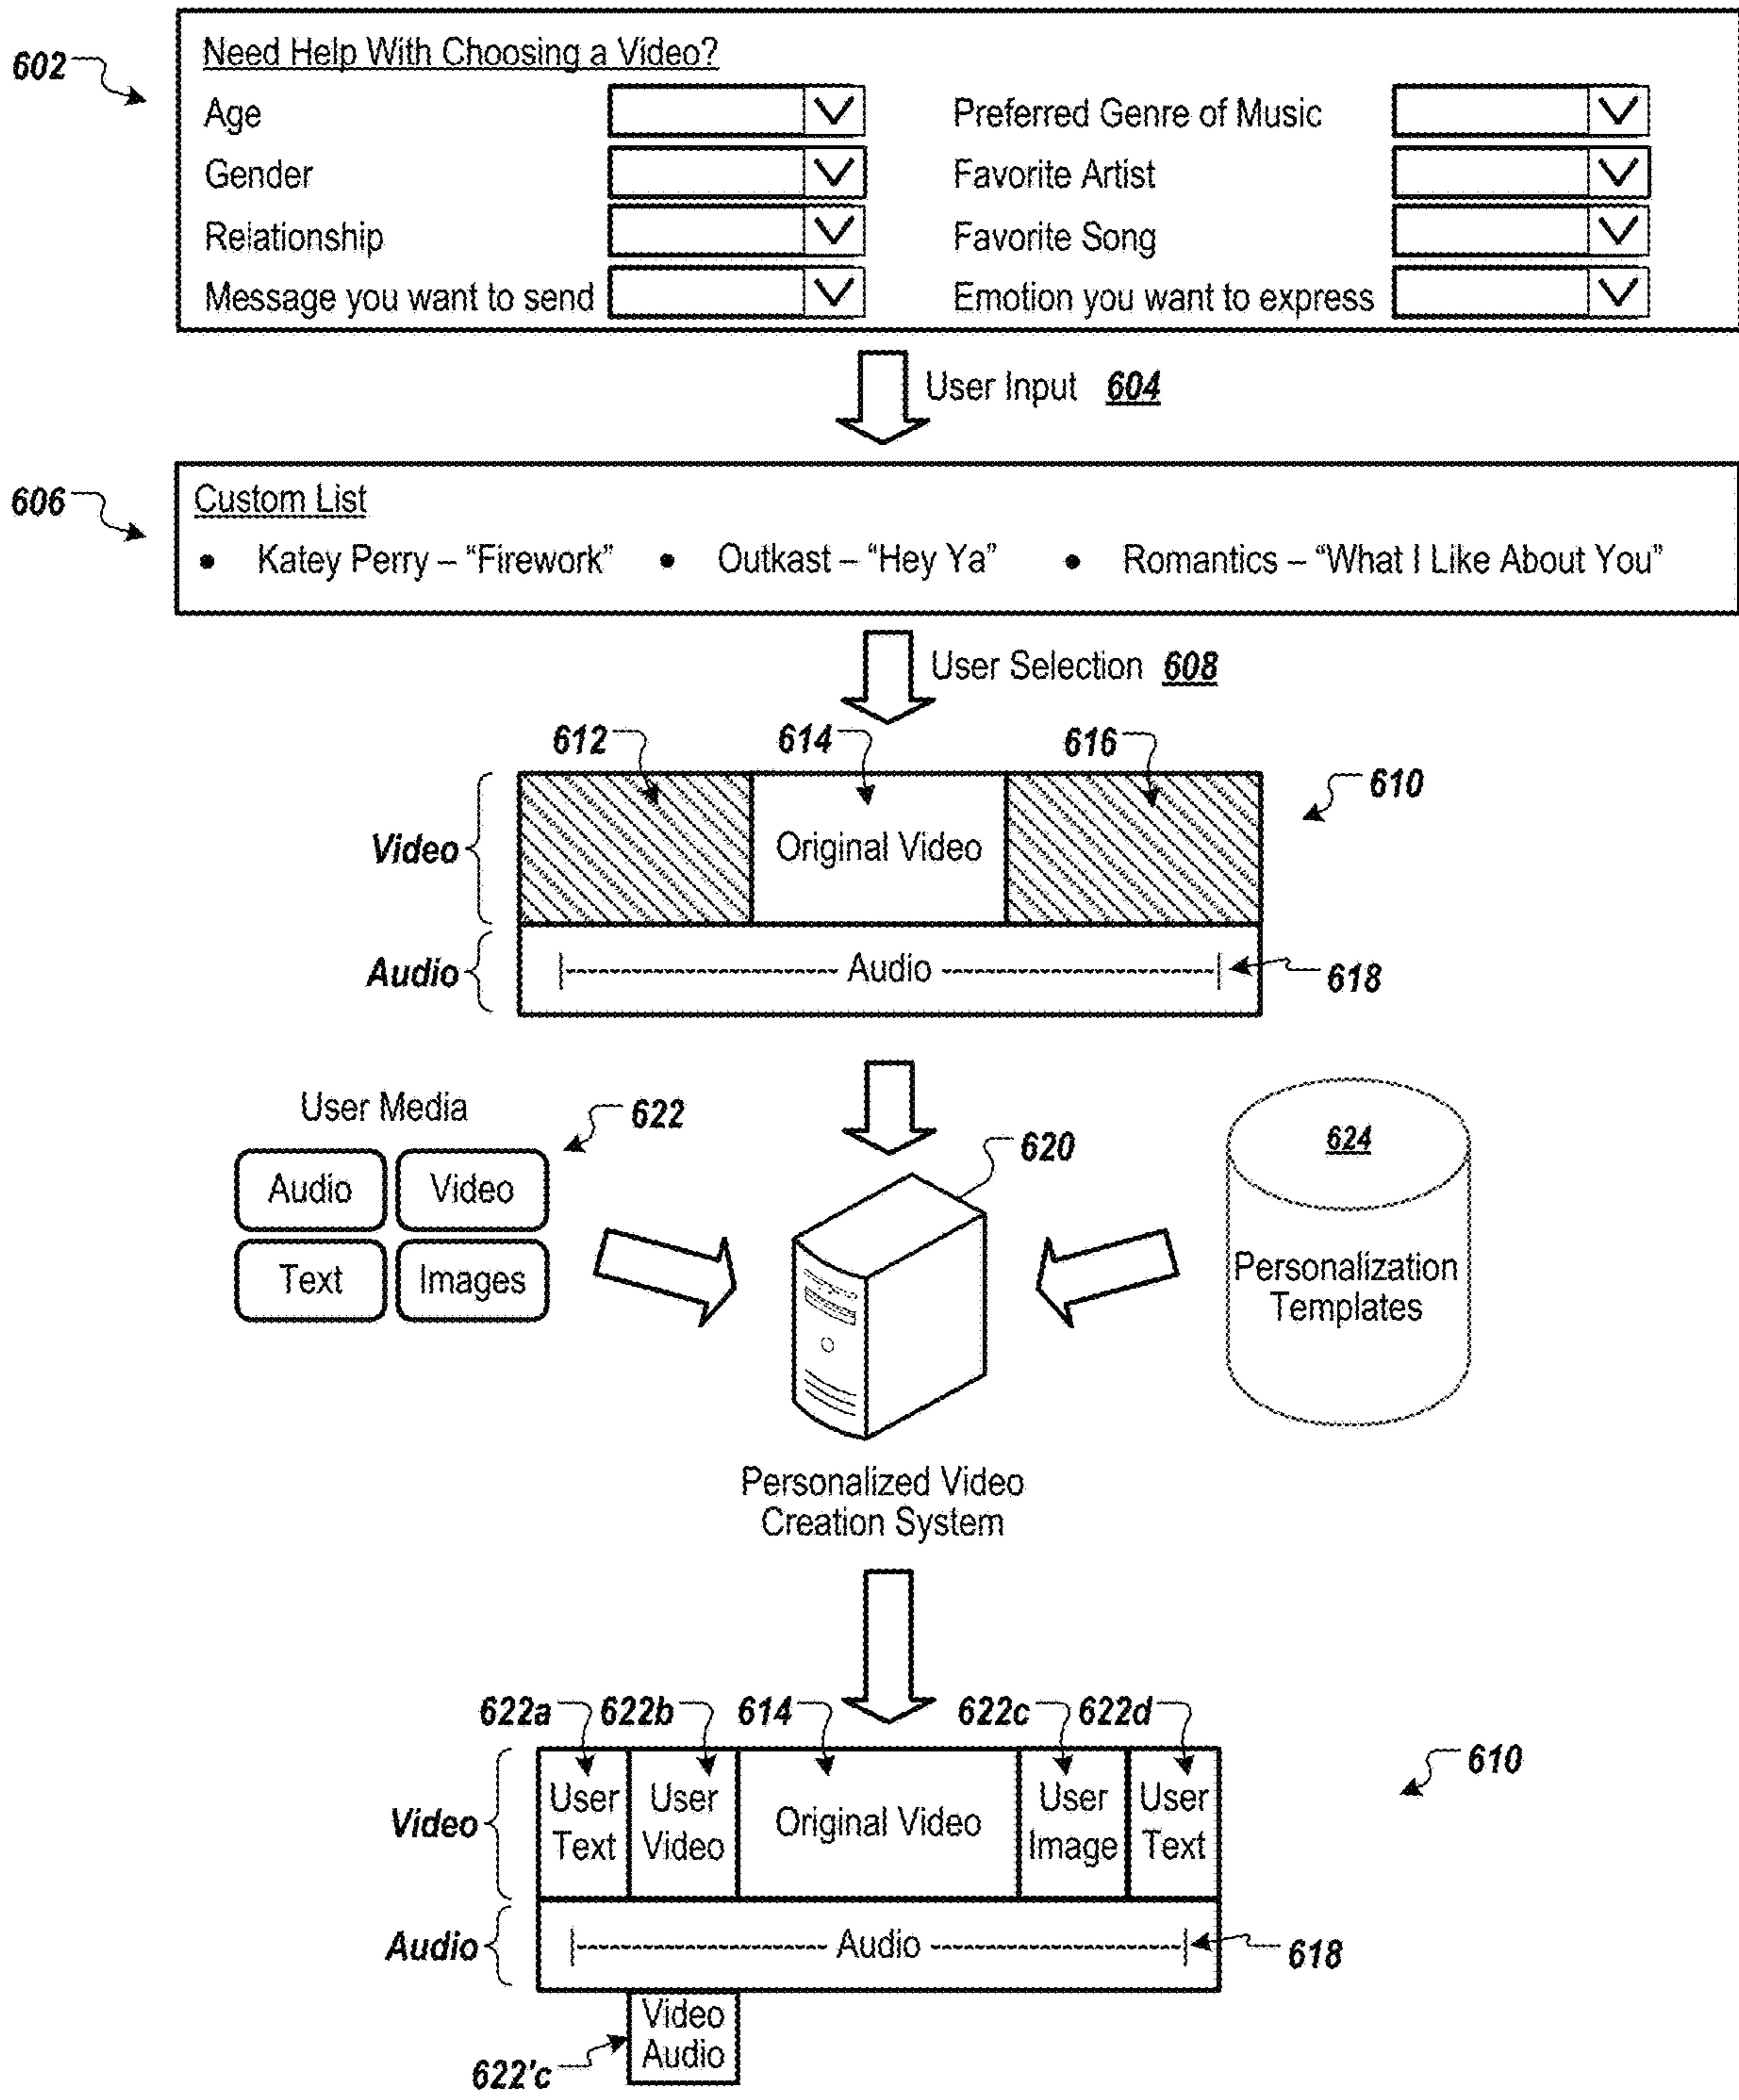 602
Need Help With Choosing a Video?
Age
Preferred Genre of Music
Gender
Favorite Artist
Relationship
Favorite Song
Message you want to send
Emotion you want to express
User Input 604
606
Custom List
• Katey Perry – “Firework” • Outkast – “Hey Ya” • Romantics – “What I Like About You”
User Selection 608
612 614 616
610
Video
Original Video
Audio
Audio
618
User Media
622
Audio Video
Text Images
620
624
Personalization
Templates
Personalized Video
Creation System
622a 622b 614 622c 622d
610
Video
User
Text
User
Video
Original Video
User
Image
User
Text
Audio
Audio
618
Video
Audio
622'c